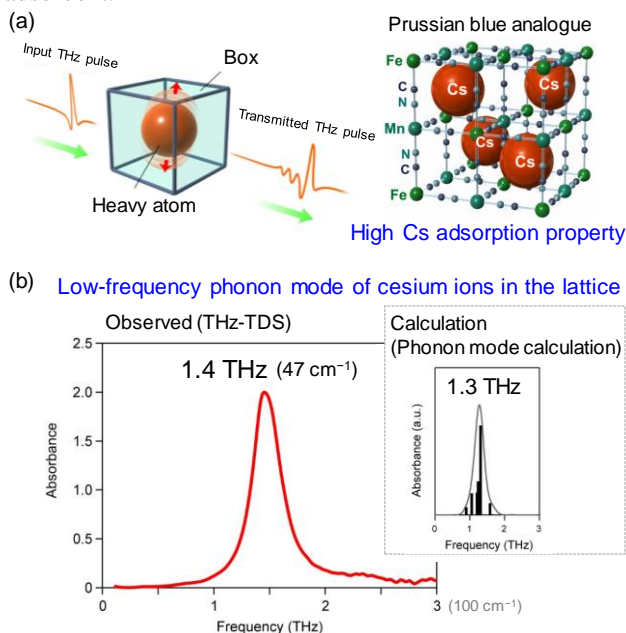 (a)
Input THz pulse
Box
Transmitted THz pulse
Heavy atom
Prussian blue analogue
Fe
C
N
Mn
N
C
Fe
Cs
Cs
Cs
Cs
High Cs adsorption property
(b) Low-frequency phonon mode of cesium ions in the lattice
Observed (THz-TDS)
1.4 THz (47 cm⁻¹)
2.5
2.0
1.5
1.0
0.5
0
Absorbance
0 1 2 3 (100 cm⁻¹)
Frequency (THz)
Calculation
(Phonon mode calculation)
1.3 THz
Absorbance (a.u.)
0 1 2 3
Frequency (THz)